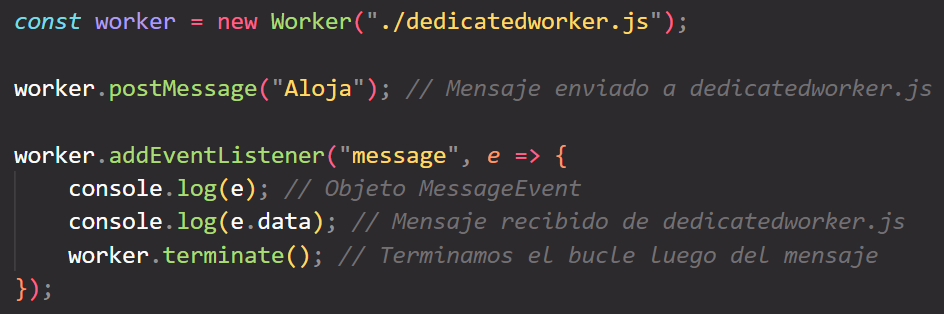 const worker = new Worker("./dedicatedworker.js");
worker.postMessage("Aloja"); // Mensaje enviado a dedicatedworker.js
worker.addEventListener("message", e => {
console.log(e); // Objeto MessageEvent
console.log(e.data); // Mensaje recibido de dedicatedworker.js
worker.terminate(); // Terminamos el bucle luego del mensaje
});